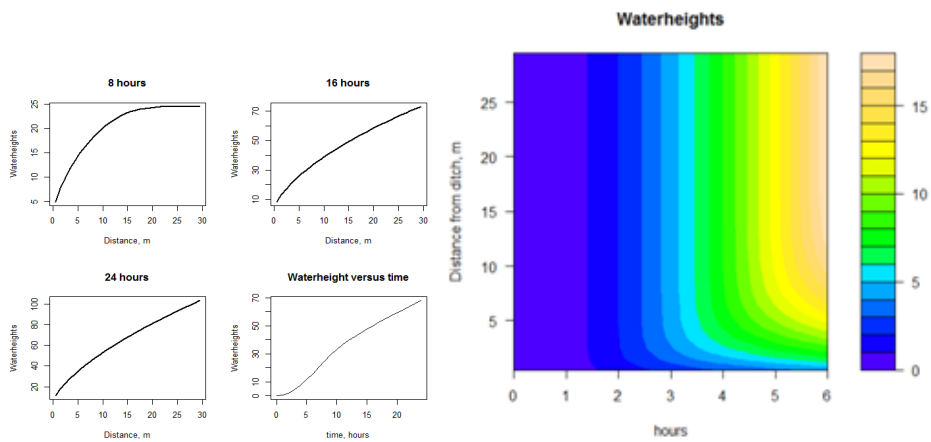 Waterheights
8 hours
16 hours
Waterheights
5 10 15 20 25
0 5 10 15 20 25 30
Distance, m
Waterheights
10 30 50 70
0 5 10 15 20 25 30
Distance, m
24 hours
Waterheight versus time
Waterheights
20 40 60 80 100
0 5 10 15 20 25 30
Distance, m
Waterheights
0 10 30 50 70
0 5 10 15 20
time, hours
Distance from ditch, m
5 10 15 20 25
0 1 2 3 4 5 6
hours
0 5 10 15